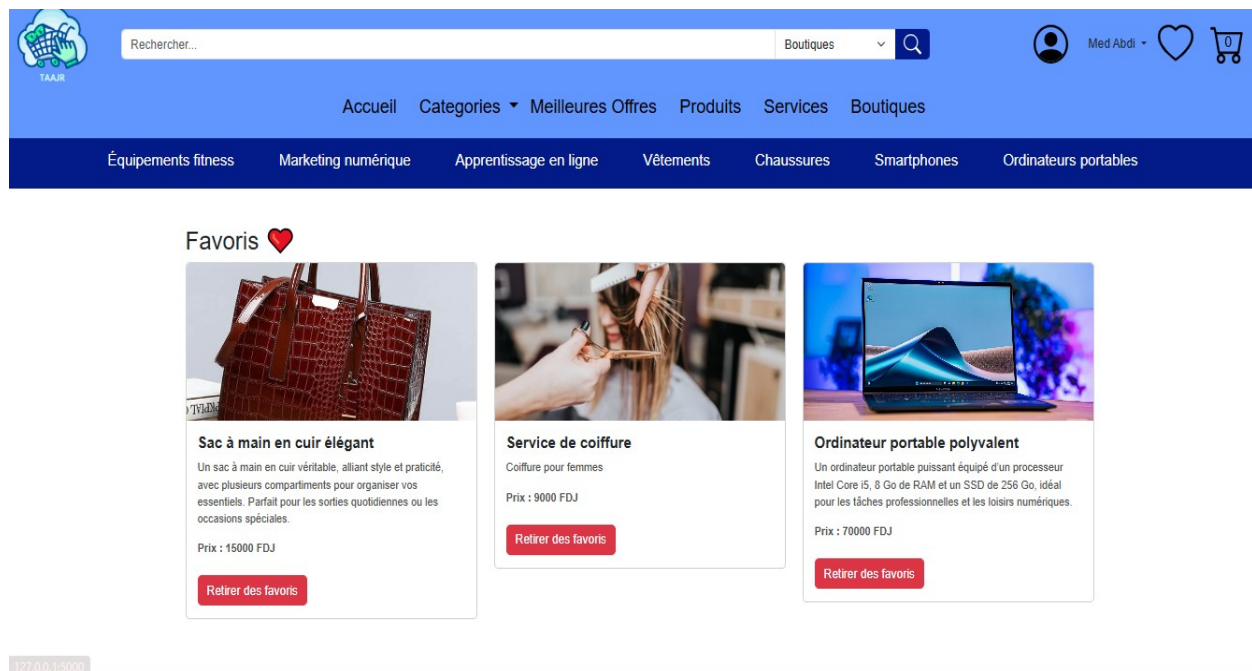 TAAJR
Rechercher...
Boutiques
Med Abdi
0
Accueil Categories Meilleures Offres Produits Services Boutiques
Équipements fitness Marketing numérique Apprentissage en ligne Vêtements Chaussures Smartphones Ordinateurs portables
Favoris
Sac à main en cuir élégant
Un sac à main en cuir véritable, alliant style et praticité,
avec plusieurs compartiments pour organiser vos
essentiels. Parfait pour les sorties quotidiennes ou les
occasions spéciales.
Prix : 15000 FDJ
Retirer des favoris
Service de coiffure
Coiffure pour femmes
Prix : 9000 FDJ
Retirer des favoris
Ordinateur portable polyvalent
Un ordinateur portable puissant équipé d'un processeur
Intel Core i5, 8 Go de RAM et un SSD de 256 Go, idéal
pour les tâches professionnelles et les loisirs numériques.
Prix : 70000 FDJ
Retirer des favoris
127.0.0.1:5000